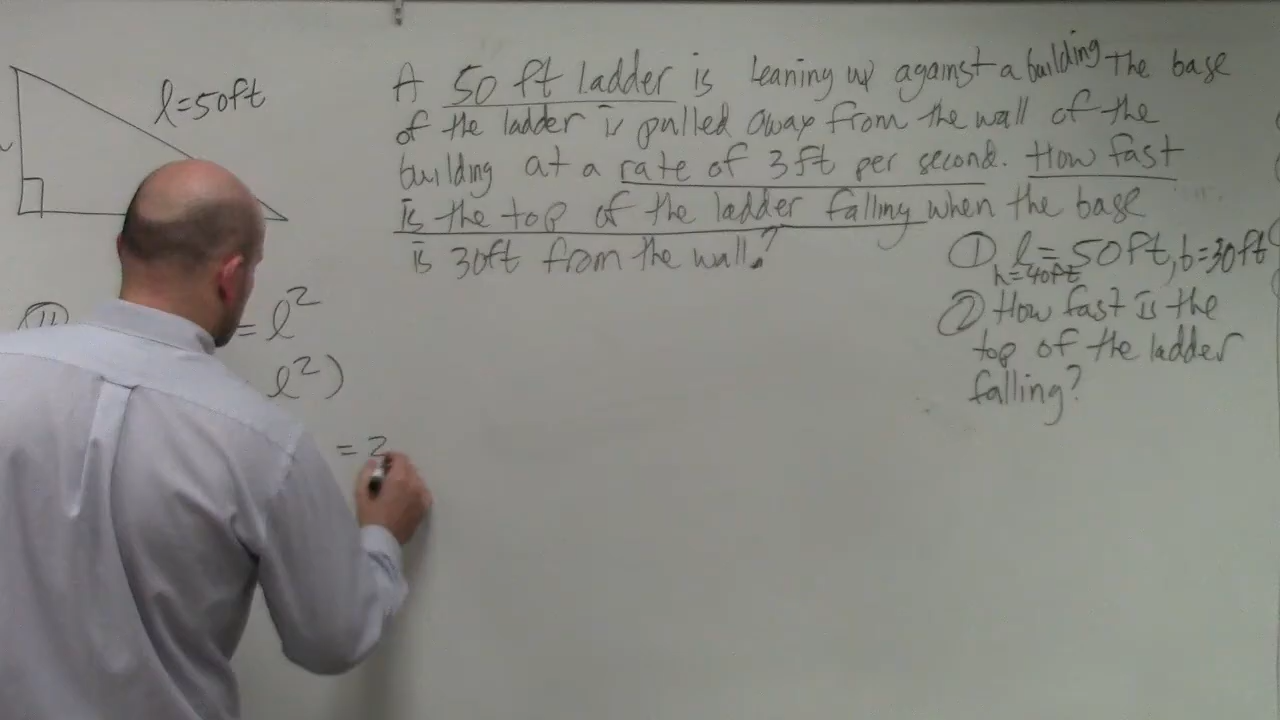 l=50ft
A 50 ft ladder is leaning up against a building The base
of the ladder is pulled away from the wall of the
building at a rate of 3ft per second. How fast
is the top of the ladder falling when the base
is 30ft from the wall?
① l=50ft, b=30ft
h=40ft
② How fast is the
top of the ladder
falling?
= l²
l²)
= 2